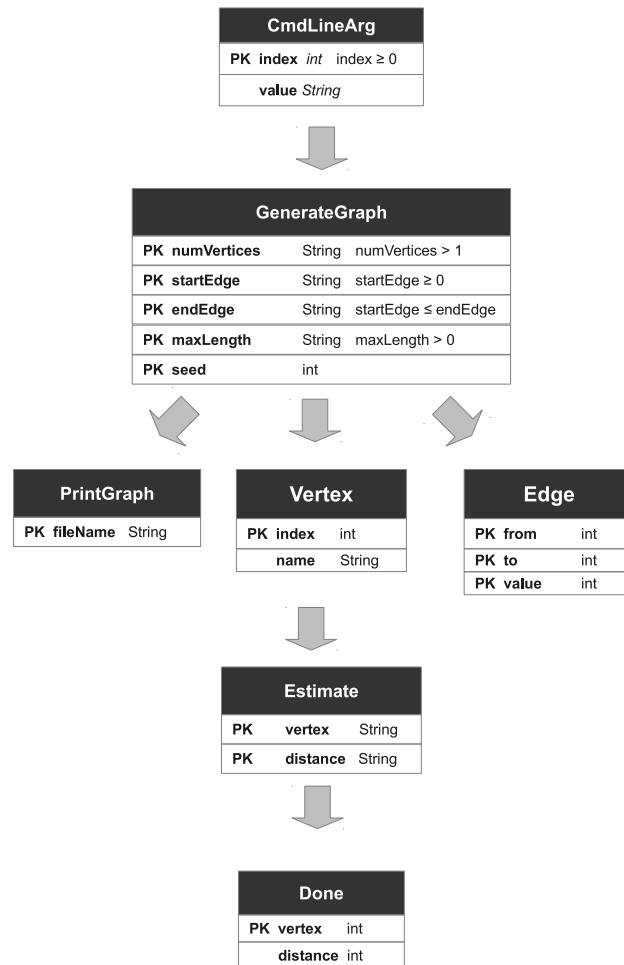 CmdLineArg
PK index int index ≥ 0
value String
GenerateGraph
PK numVertices String numVertices > 1
PK startEdge String startEdge ≥ 0
PK endEdge String startEdge ≤ endEdge
PK maxLength String maxLength > 0
PK seed int
PrintGraph
PK fileName String
Vertex
PK index int
name String
Edge
PK from int
PK to int
PK value int
Estimate
PK vertex String
PK distance String
Done
PK vertex int
distance int